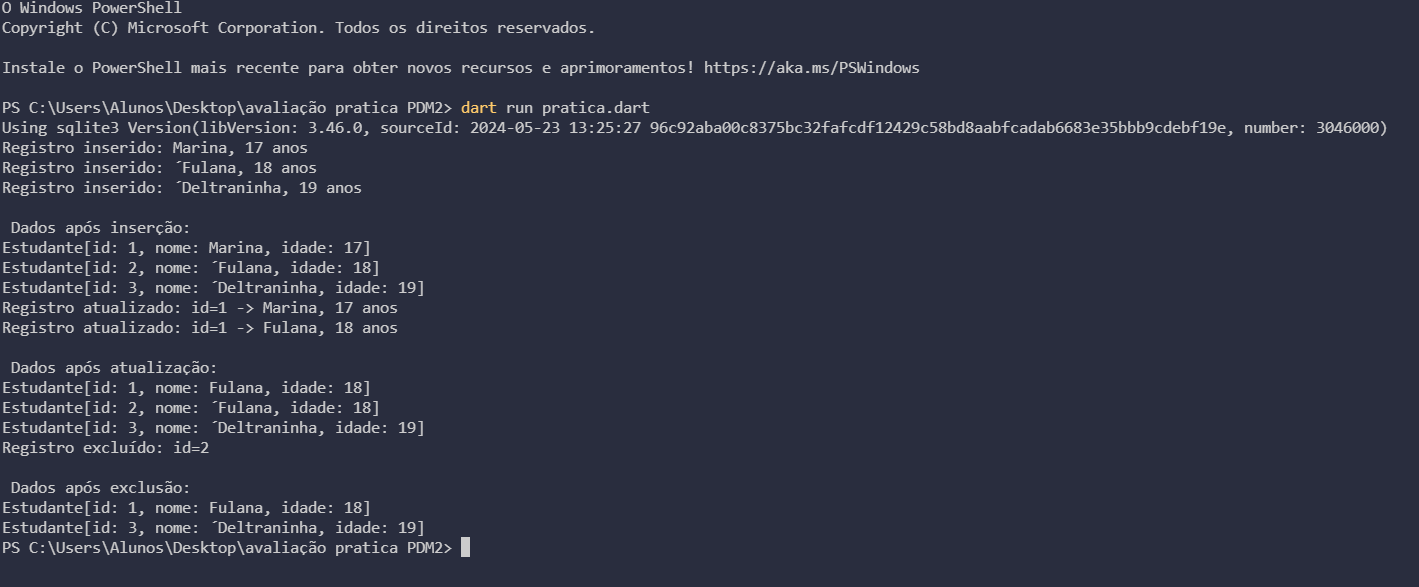 O Windows PowerShell
Copyright (C) Microsoft Corporation. Todos os direitos reservados.
Instale o PowerShell mais recente para obter novos recursos e aprimoramentos! https://aka.ms/PSWindows
PS C:\Users\Alunos\Desktop\avaliação pratica PDM2> dart run pratica.dart
Using sqlite3 Version(libVersion: 3.46.0, sourceId: 2024-05-23 13:25:27 96c92aba00c8375bc32fafcdf12429c58bd8aabfcadab6683e35bbb9cdebf19e, number: 3046000)
Registro inserido: Marina, 17 anos
Registro inserido: ´Fulana, 18 anos
Registro inserido: ´Deltraninha, 19 anos
Dados após inserção:
Estudante[id: 1, nome: Marina, idade: 17]
Estudante[id: 2, nome: ´Fulana, idade: 18]
Estudante[id: 3, nome: ´Deltraninha, idade: 19]
Registro atualizado: id=1 -> Marina, 17 anos
Registro atualizado: id=1 -> Fulana, 18 anos
Dados após atualização:
Estudante[id: 1, nome: Fulana, idade: 18]
Estudante[id: 2, nome: ´Fulana, idade: 18]
Estudante[id: 3, nome: ´Deltraninha, idade: 19]
Registro excluído: id=2
Dados após exclusão:
Estudante[id: 1, nome: Fulana, idade: 18]
Estudante[id: 3, nome: ´Deltraninha, idade: 19]
PS C:\Users\Alunos\Desktop\avaliação pratica PDM2>